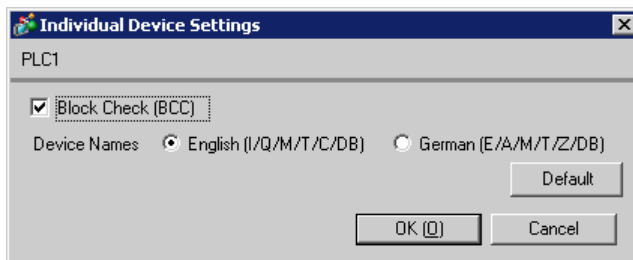 Individual Device Settings
PLC1
Block Check (BCC)
Device Names English (I/Q/M/T/C/DB) German (E/A/M/T/Z/DB)
Default
OK (O) Cancel